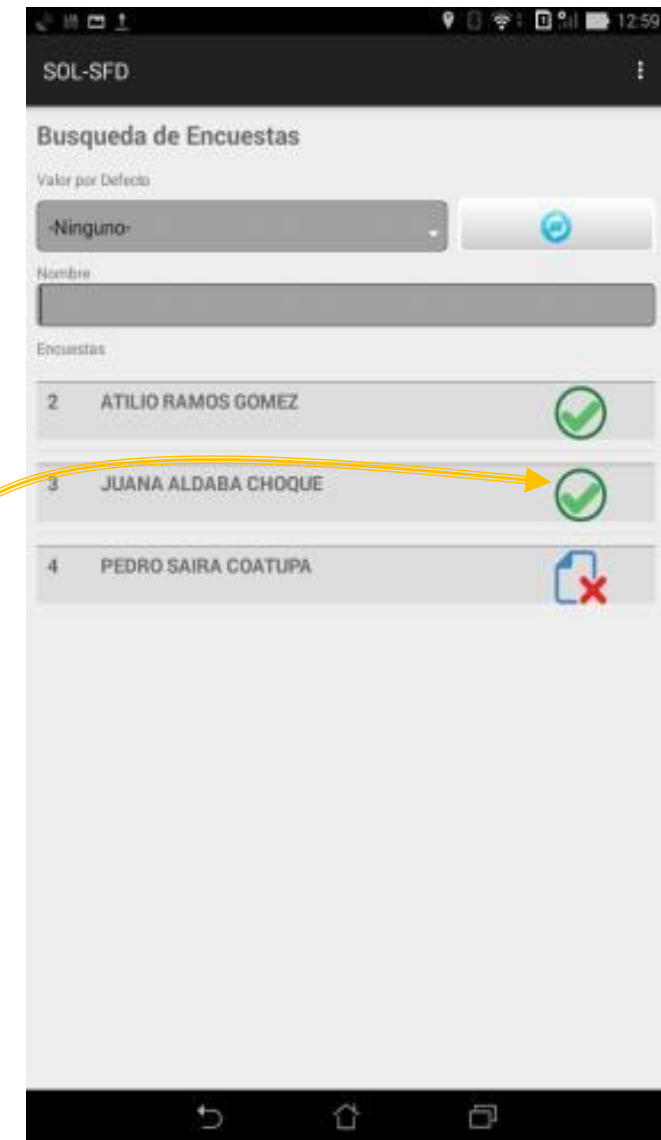 12:59
SOL-SFD
Busqueda de Encuestas
Valor por Defecto
-Ninguno-
Nombre
Encuestas
2 ATILIO RAMOS GOMEZ
3 JUANA ALDABA CHOQUE
4 PEDRO SAIRA COATUPA